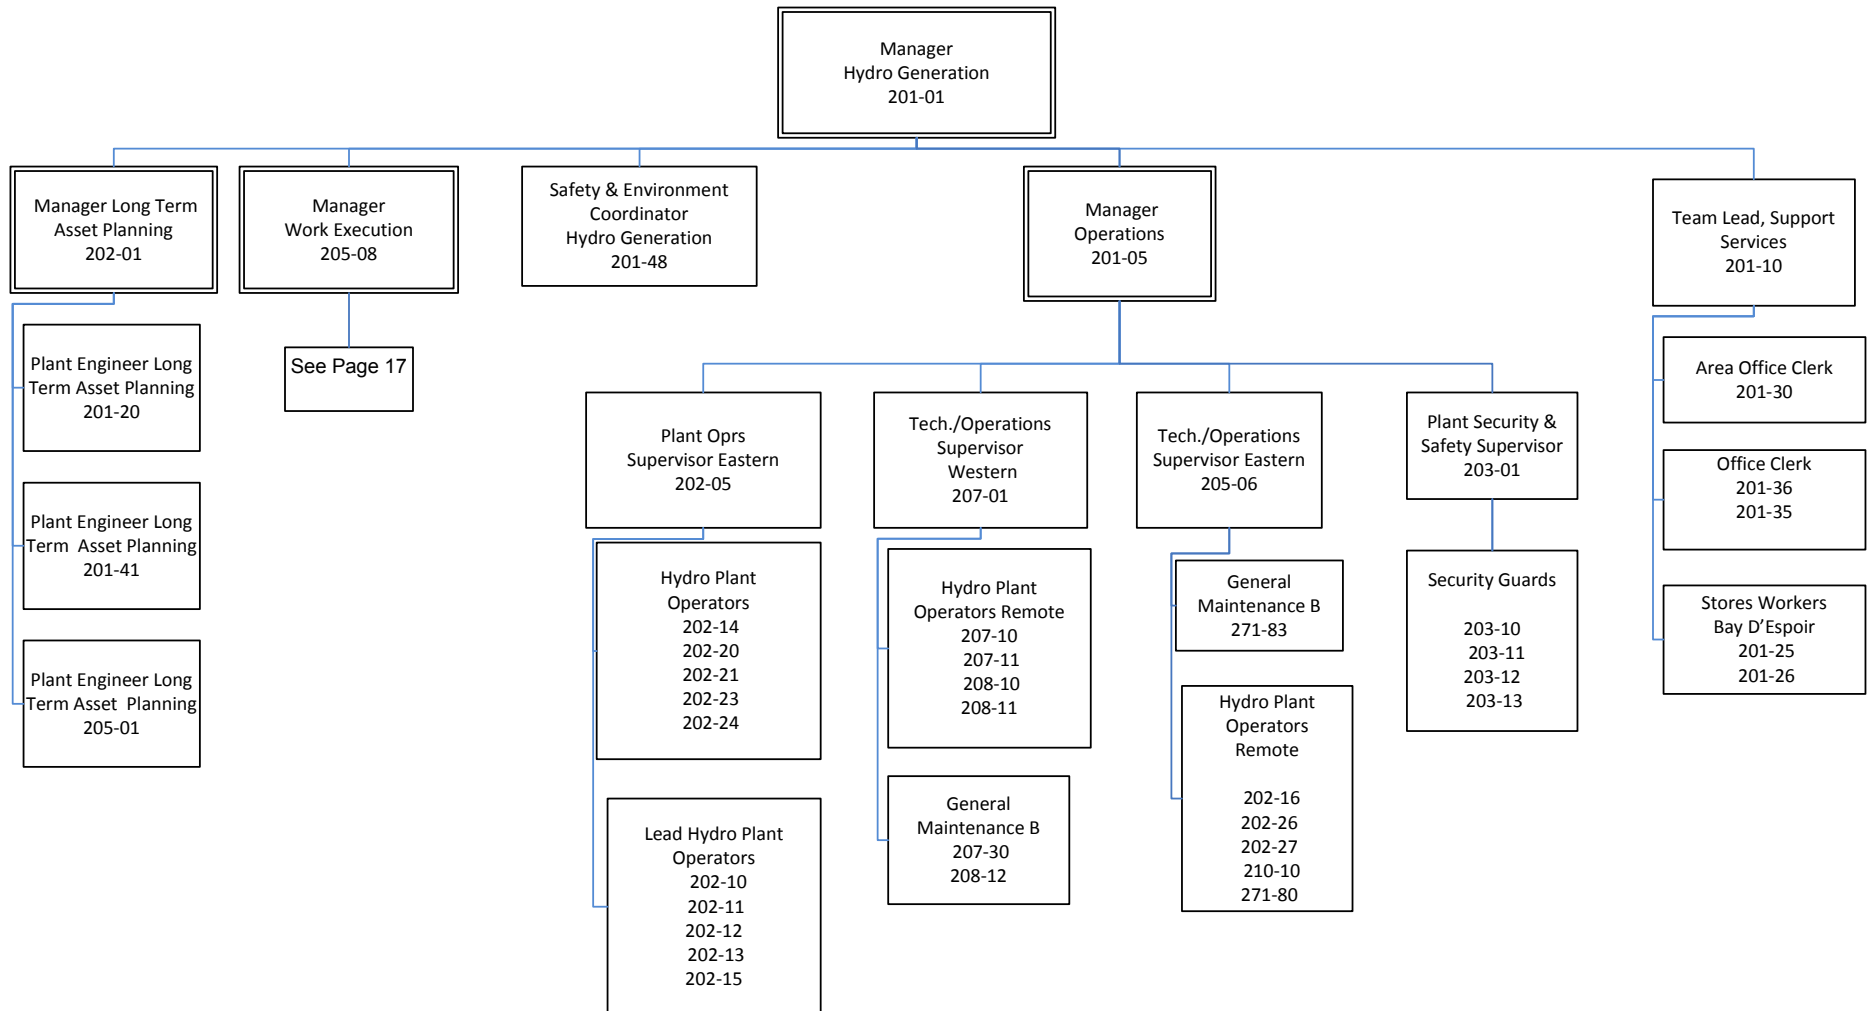 Manager
Hydro Generation
201-01
Manager Long Term
Asset Planning
202-01
Manager
Work Execution
205-08
Safety & Environment
Coordinator
Hydro Generation
201-48
Manager
Operations
201-05
Team Lead, Support
Services
201-10
Plant Engineer Long
Term Asset Planning
201-20
Plant Engineer Long
Term Asset Planning
201-41
Plant Engineer Long
Term Asset Planning
205-01
See Page 17
Plant Oprs
Supervisor Eastern
202-05
Hydro Plant
Operators
202-14
202-20
202-21
202-23
202-24
Lead Hydro Plant
Operators
202-10
202-11
202-12
202-13
202-15
Tech./Operations
Supervisor
Western
207-01
Hydro Plant
Operators Remote
207-10
207-11
208-10
208-11
General
Maintenance B
207-30
208-12
Tech./Operations
Supervisor Eastern
205-06
General
Maintenance B
271-83
Hydro Plant
Operators
Remote
202-16
202-26
202-27
210-10
271-80
Plant Security &
Safety Supervisor
203-01
Security Guards
203-10
203-11
203-12
203-13
Area Office Clerk
201-30
Office Clerk
201-36
201-35
Stores Workers
Bay D’Espoir
201-25
201-26